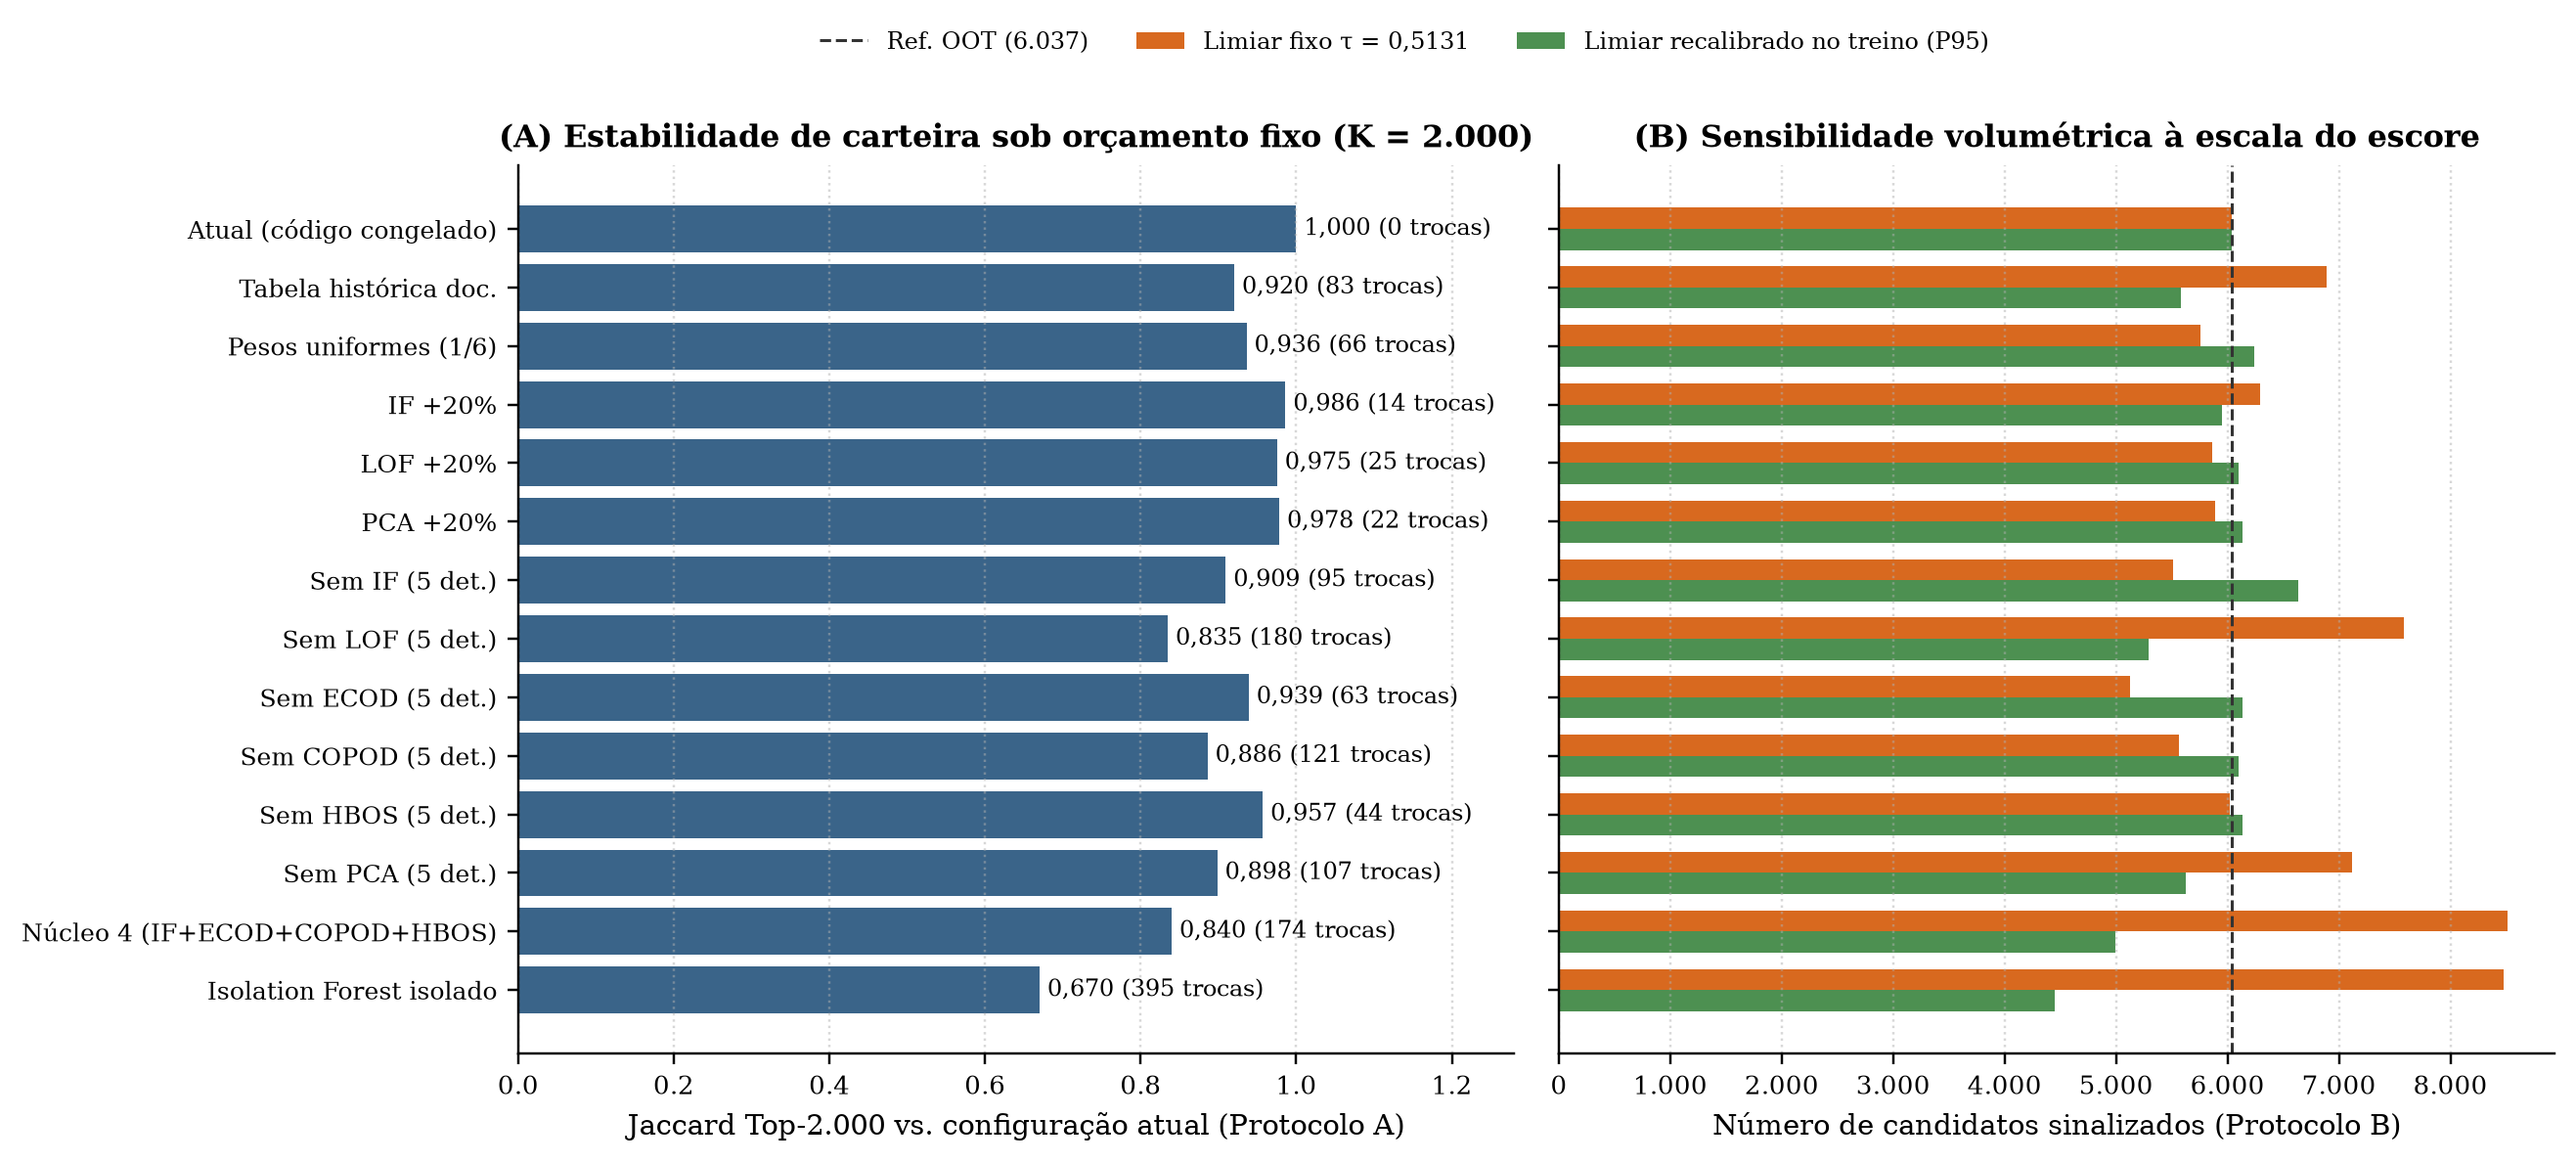 Ref. OOT (6.037)
Limiar fixo τ = 0,5131
Limiar recalibrado no treino (P95)
(A) Estabilidade de carteira sob orçamento fixo (K = 2.000)
Atual (código congelado)
1,000 (0 trocas)
Tabela histórica doc.
0,920 (83 trocas)
Pesos uniformes (1/6)
0,936 (66 trocas)
IF +20%
0,986 (14 trocas)
LOF +20%
0,975 (25 trocas)
PCA +20%
0,978 (22 trocas)
Sem IF (5 det.)
0,909 (95 trocas)
Sem LOF (5 det.)
0,835 (180 trocas)
Sem ECOD (5 det.)
0,939 (63 trocas)
Sem COPOD (5 det.)
0,886 (121 trocas)
Sem HBOS (5 det.)
0,957 (44 trocas)
Sem PCA (5 det.)
0,898 (107 trocas)
Núcleo 4 (IF+ECOD+COPOD+HBOS)
0,840 (174 trocas)
Isolation Forest isolado
0,670 (395 trocas)
0.0 0.2 0.4 0.6 0.8 1.0 1.2
Jaccard Top-2.000 vs. configuração atual (Protocolo A)
(B) Sensibilidade volumétrica à escala do escore
0 1.000 2.000 3.000 4.000 5.000 6.000 7.000 8.000
Número de candidatos sinalizados (Protocolo B)